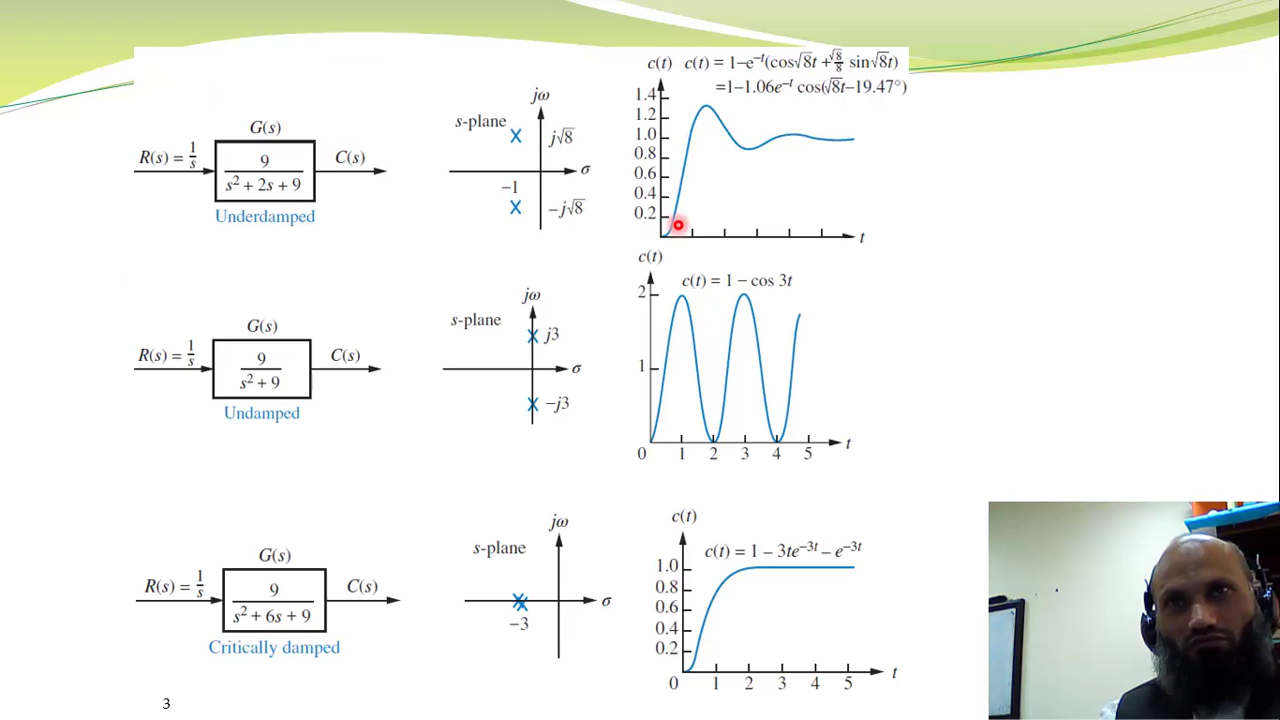 c(t) c(t) = 1−e⁻ᵗ(cos√8t + √8/8 sin√8t)
=1−1.06e⁻ᵗ cos(√8t−19.47°)
G(s)
R(s) = 1/s
9
s² + 2s + 9
C(s)
Underdamped
jω
s-plane
j√8
σ
−1
−j√8
1.4
1.2
1.0
0.8
0.6
0.4
0.2
t
G(s)
R(s) = 1/s
9
s² + 9
C(s)
Undamped
jω
s-plane
j3
σ
−j3
c(t)
c(t) = 1 − cos 3t
2
1
0 1 2 3 4 5
t
G(s)
R(s) = 1/s
9
s² + 6s + 9
C(s)
Critically damped
jω
s-plane
σ
−3
c(t)
c(t) = 1 − 3te⁻³ᵗ − e⁻³ᵗ
1.0
0.8
0.6
0.4
0.2
0 1 2 3 4 5
t
3